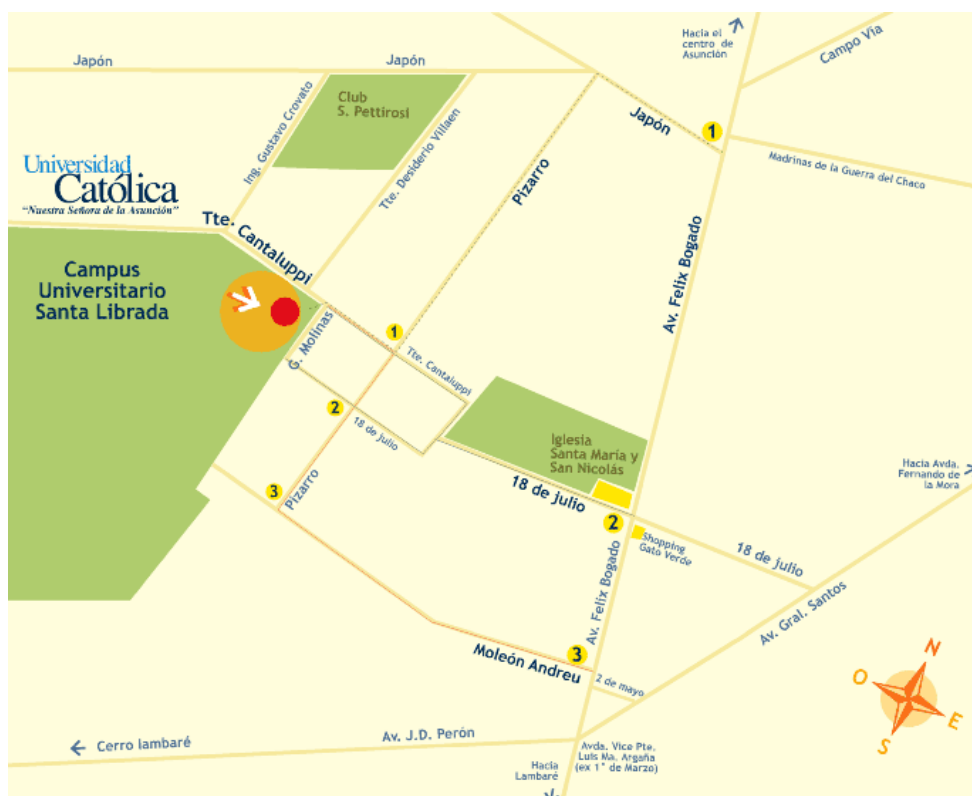 Hacia el
centro de
Asunción
Campo Via
Japón
Japón
Club
S. Pettirosi
Ing. Gustavo Crovato
Tte. Desiderio Villaen
Japón
1
Madrinas de la Guerra del Chaco
Pizarro
Universidad
Católica
"Nuestra Señora de la Asunción"
Tte. Cantaluppi
Av. Felix Bogado
Campus
Universitario
Santa Librada
G. Molinas
1
Tte. Cantaluppi
2
18 de julio
Iglesia
Santa María y
San Nicolás
Hacia Avda.
Fernando de
la Mora
3
Pizarro
18 de julio
2
Shopping
Gato Verde
18 de julio
Av. Felix Bogado
Av. Gral. Santos
3
Moleón Andreu
2 de mayo
N
O
E
S
Cerro lambaré
Av. J.D. Perón
Avda. Vice Pte.
Luis Ma. Argaña
(ex 1° de Marzo)
Hacia
Lambaré